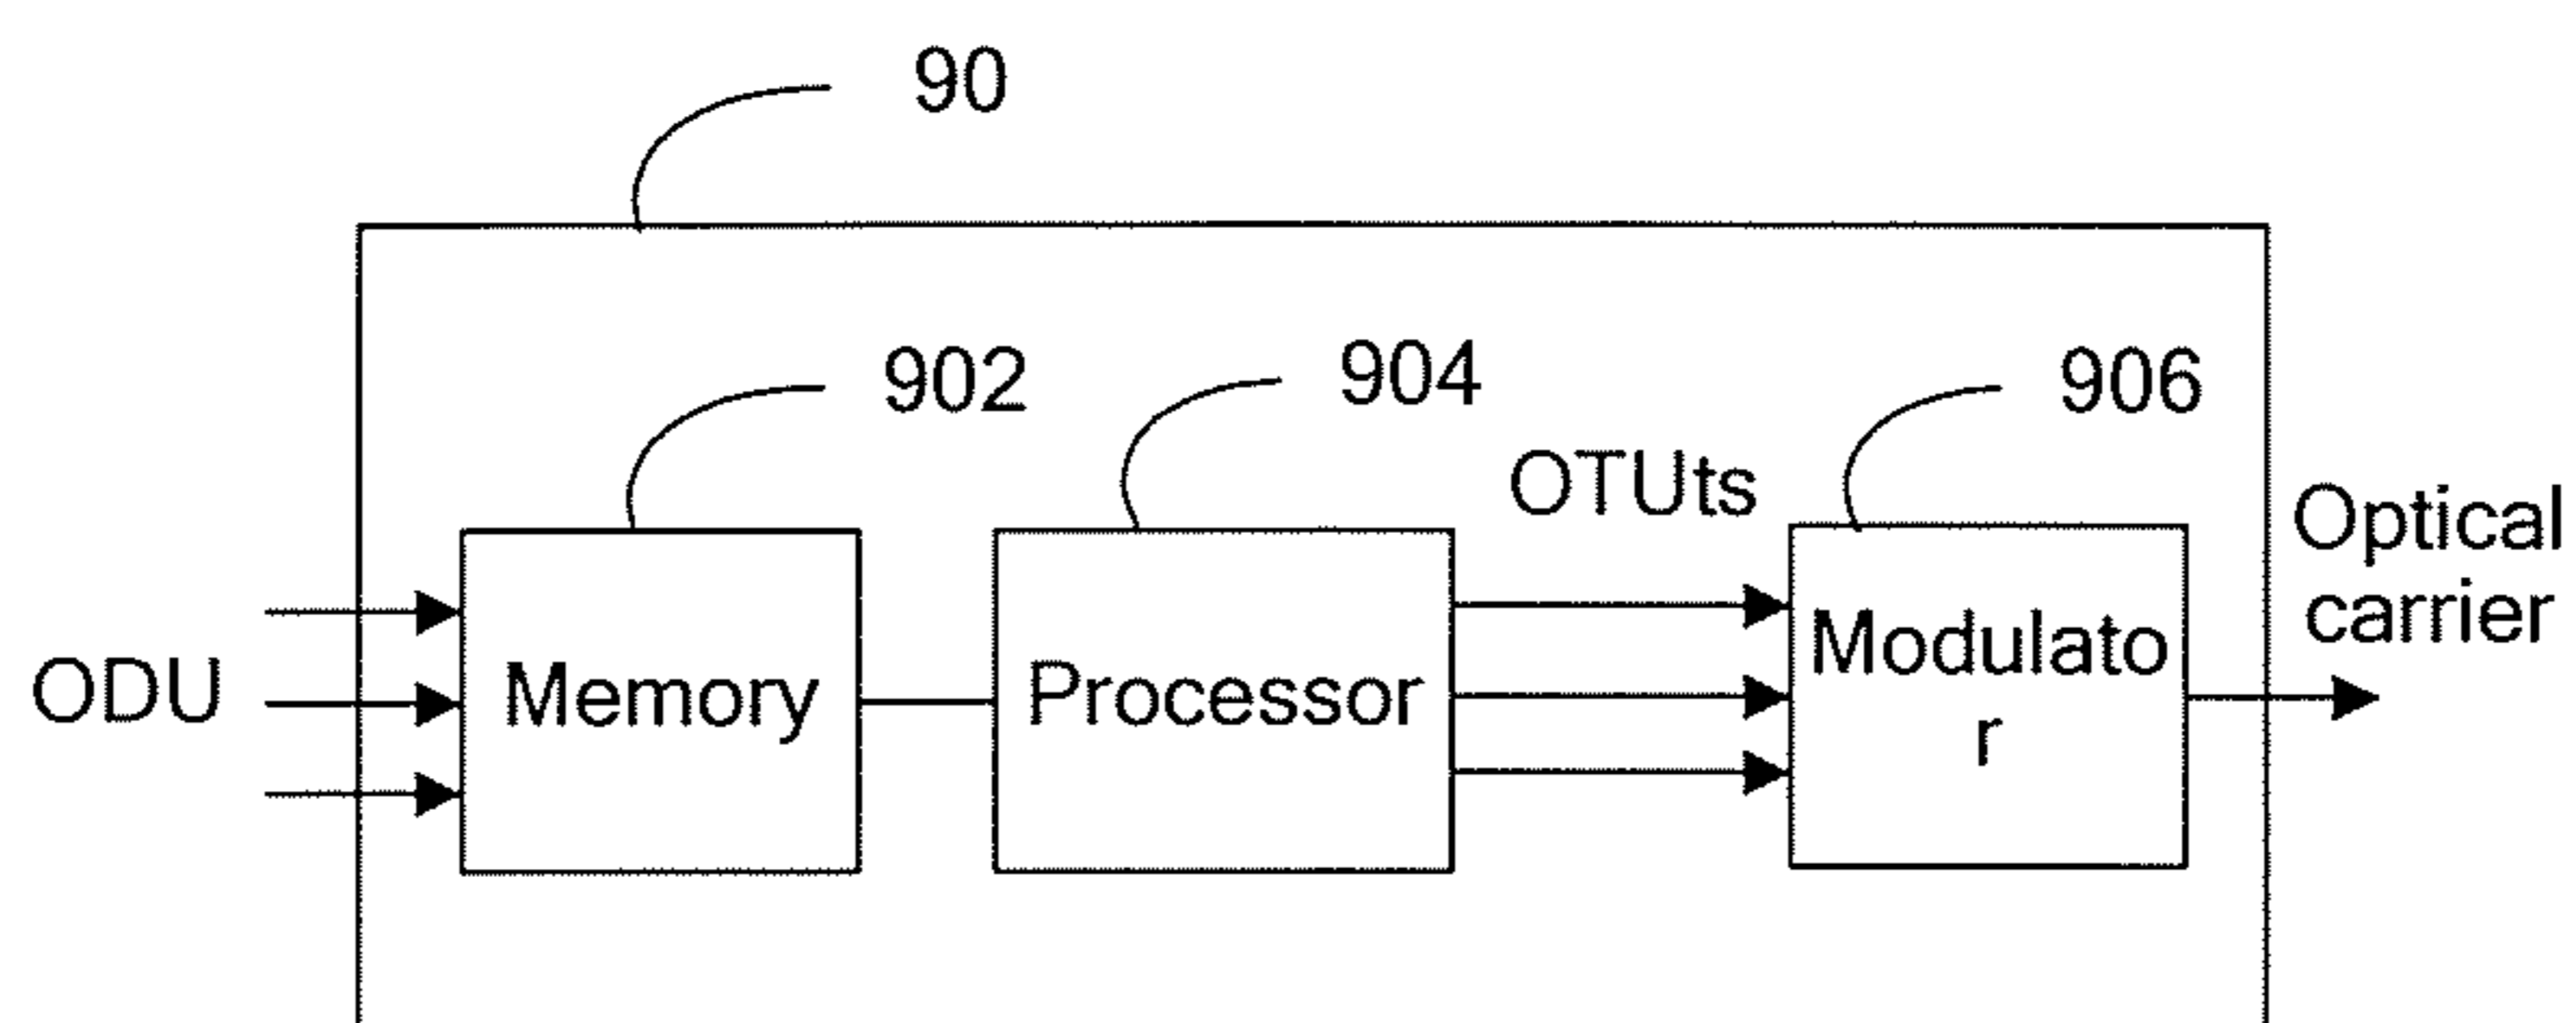 90
902
904
906
OTUts
Optical
carrier
ODU
Memory
Processor
Modulato
r